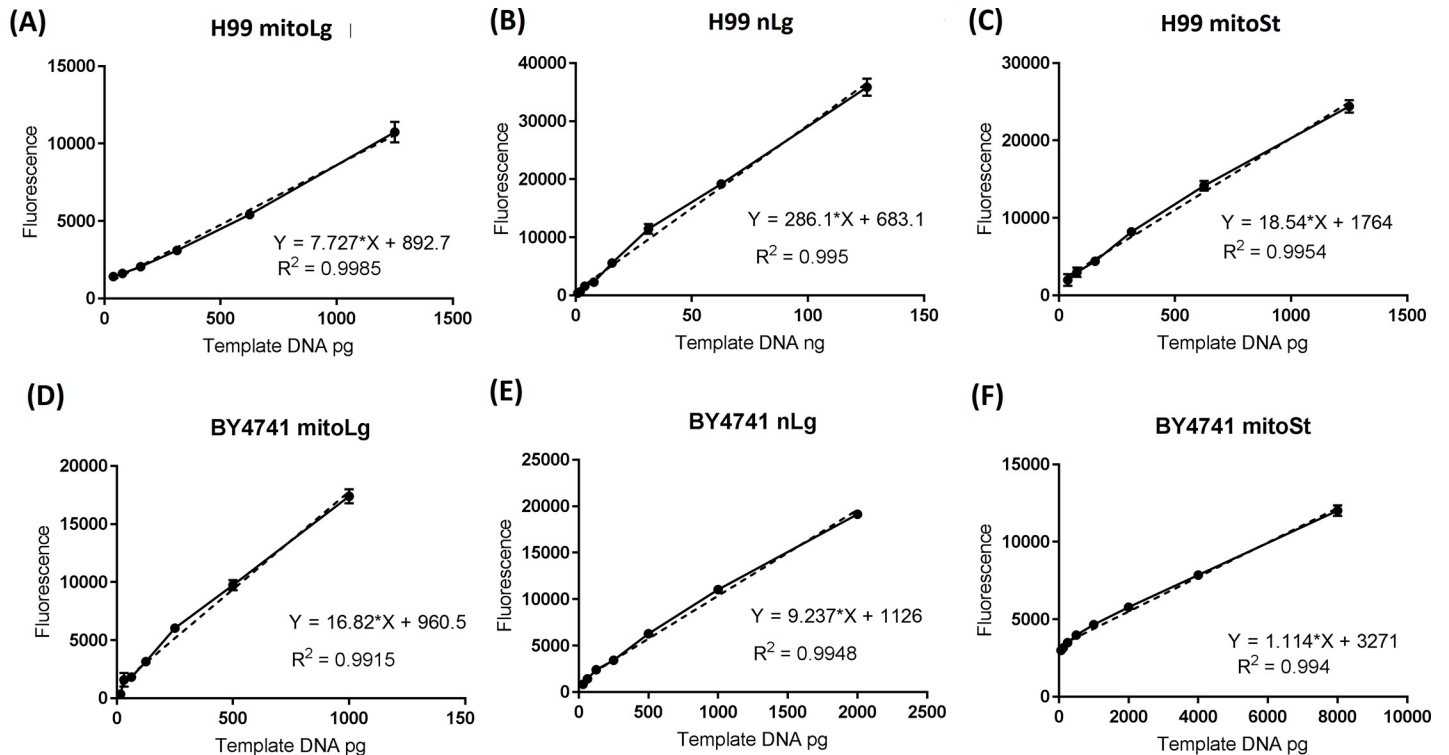 (A)
H99 mitoLg
15000
10000
5000
0
Fluorescence
0 500 1000 1500
Template DNA pg
Y = 7.727*X + 892.7
R² = 0.9985
(B)
H99 nLg
40000
30000
20000
10000
0
Fluorescence
0 50 100 150
Template DNA ng
Y = 286.1*X + 683.1
R² = 0.995
(C)
H99 mitoSt
30000
20000
10000
0
Fluorescence
0 500 1000 1500
Template DNA pg
Y = 18.54*X + 1764
R² = 0.9954
(D)
BY4741 mitoLg
20000
15000
10000
5000
0
Fluorescence
0 500 1000 150
Template DNA pg
Y = 16.82*X + 960.5
R² = 0.9915
(E)
BY4741 nLg
25000
20000
15000
10000
5000
0
Fluorescence
0 500 1000 1500 2000 2500
Template DNA pg
Y = 9.237*X + 1126
R² = 0.9948
(F)
BY4741 mitoSt
15000
10000
5000
0
Fluorescence
0 2000 4000 6000 8000 10000
Template DNA pg
Y = 1.114*X + 3271
R² = 0.994